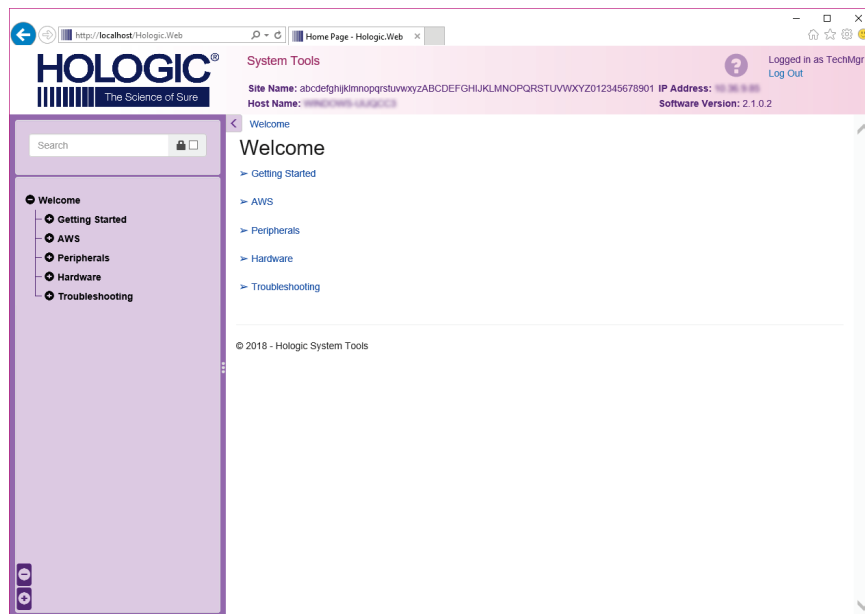 http://localhost/Hologic.Web
Home Page - Hologic.Web
HOLOGIC®
The Science of Sure
System Tools
Logged in as TechMgr
Log Out
Site Name: abcdefghijklmnopqrstuvwxyzABCDEFGHIJKLMNOPQRSTUVWXYZ012345678901 IP Address:
Host Name:
Software Version: 2.1.0.2
Search
Welcome
Getting Started
AWS
Peripherals
Hardware
Troubleshooting
Welcome
Welcome
➢ Getting Started
➢ AWS
➢ Peripherals
➢ Hardware
➢ Troubleshooting
© 2018 - Hologic System Tools